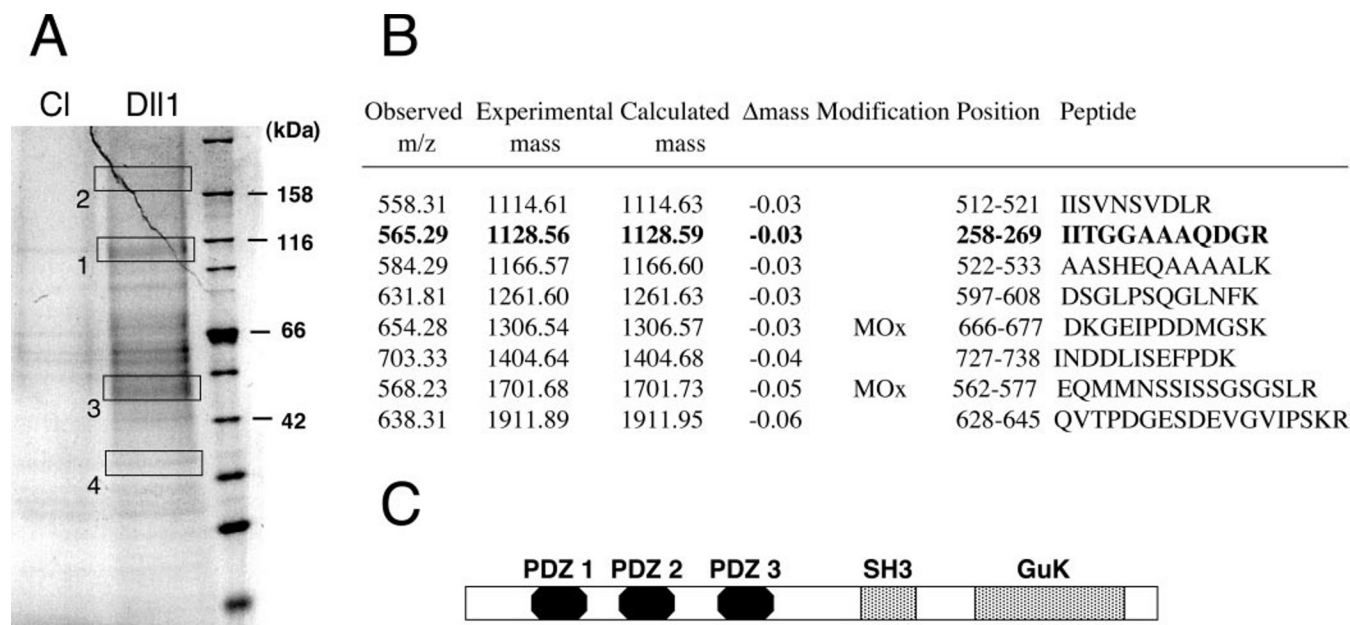 A
Cl Dll1
(kDa)
2
158
1
116
66
3
42
4
B
Observed Experimental Calculated Δmass Modification Position Peptide
m/z mass mass
558.31 1114.61 1114.63 -0.03 512-521 IISVNSVDLR
565.29 1128.56 1128.59 -0.03 258-269 IITGGAAAQDGR
584.29 1166.57 1166.60 -0.03 522-533 AASHEQAAAALK
631.81 1261.60 1261.63 -0.03 597-608 DSGLPSQGLNFK
654.28 1306.54 1306.57 -0.03 MOx 666-677 DKGEIPDDMGSK
703.33 1404.64 1404.68 -0.04 727-738 INDDLISEFPDK
568.23 1701.68 1701.73 -0.05 MOx 562-577 EQMMNSSISSGSGSLR
638.31 1911.89 1911.95 -0.06 628-645 QVTPDGESDEVGVIPSKR
C
PDZ 1 PDZ 2 PDZ 3 SH3 GuK